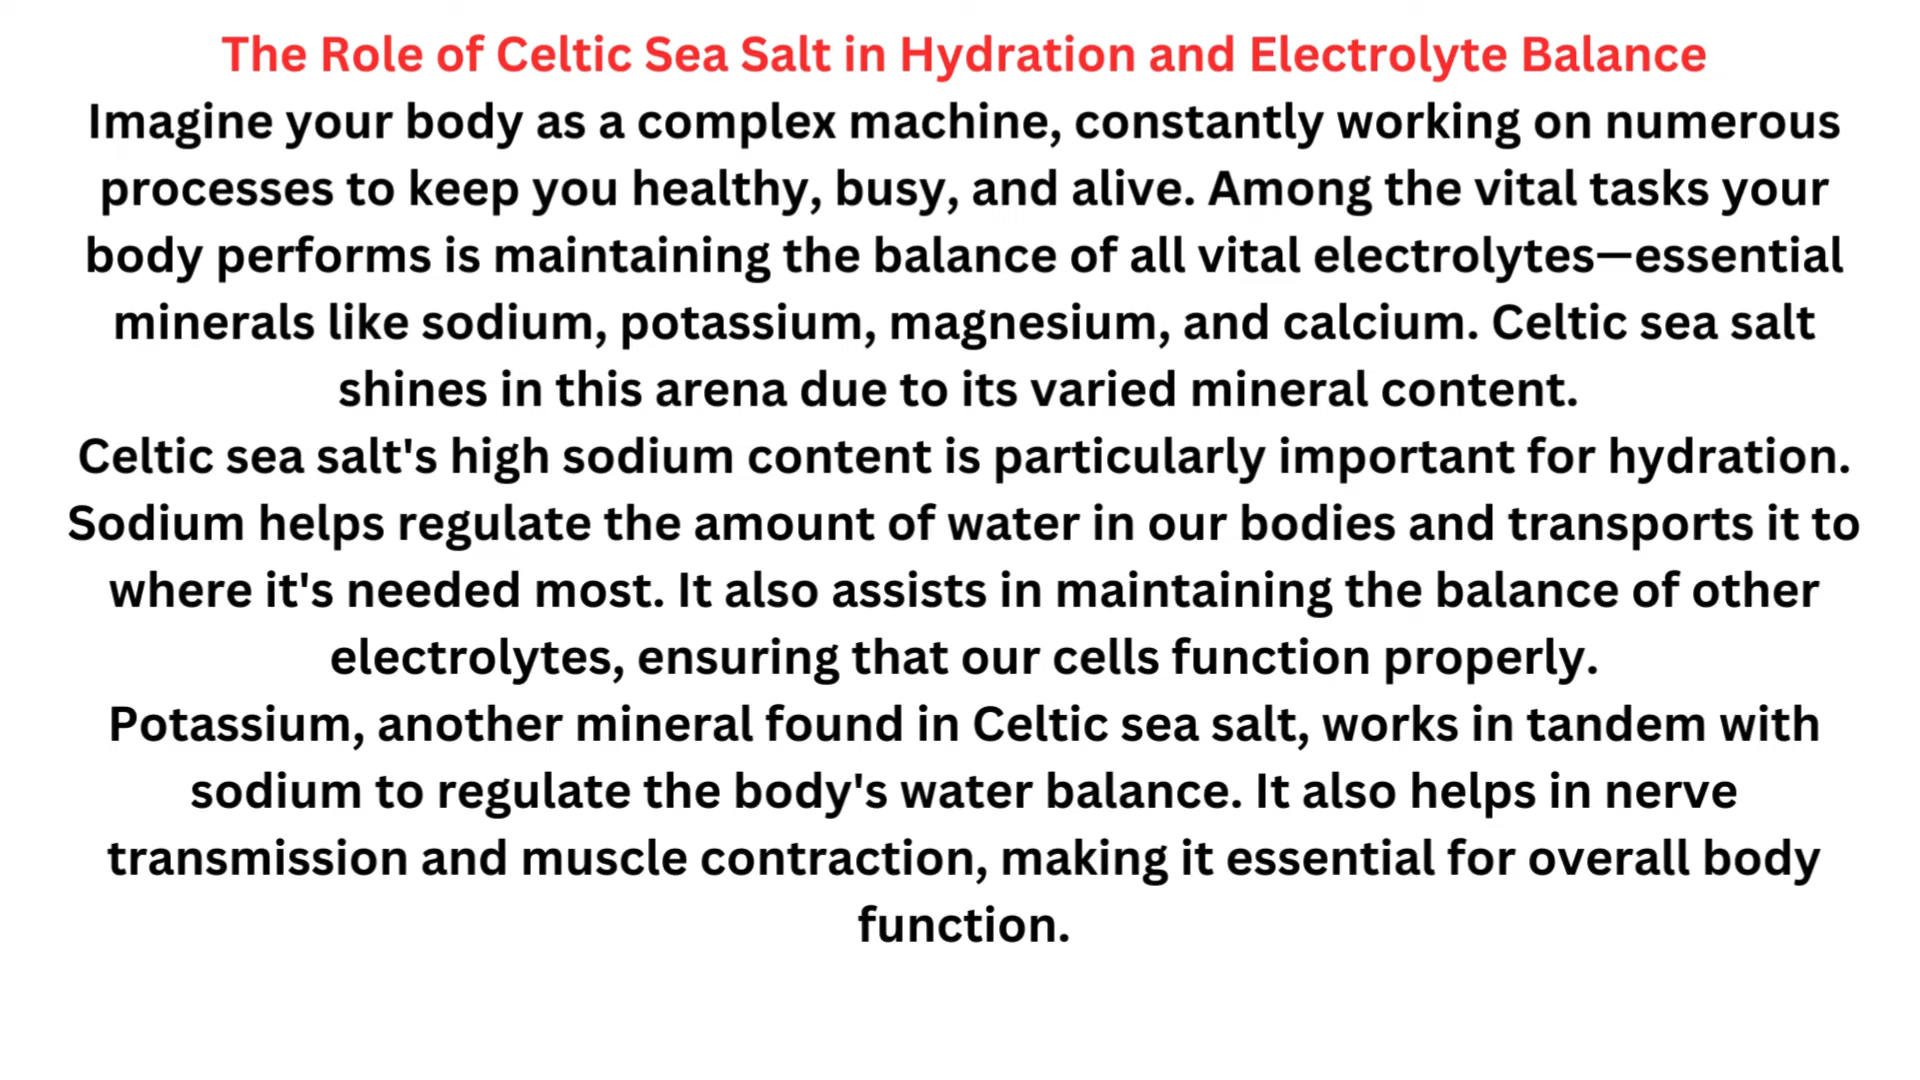 The Role of Celtic Sea Salt in Hydration and Electrolyte Balance
Imagine your body as a complex machine, constantly working on numerous
processes to keep you healthy, busy, and alive. Among the vital tasks your
body performs is maintaining the balance of all vital electrolytes—essential
minerals like sodium, potassium, magnesium, and calcium. Celtic sea salt
shines in this arena due to its varied mineral content.
Celtic sea salt's high sodium content is particularly important for hydration.
Sodium helps regulate the amount of water in our bodies and transports it to
where it's needed most. It also assists in maintaining the balance of other
electrolytes, ensuring that our cells function properly.
Potassium, another mineral found in Celtic sea salt, works in tandem with
sodium to regulate the body's water balance. It also helps in nerve
transmission and muscle contraction, making it essential for overall body
function.